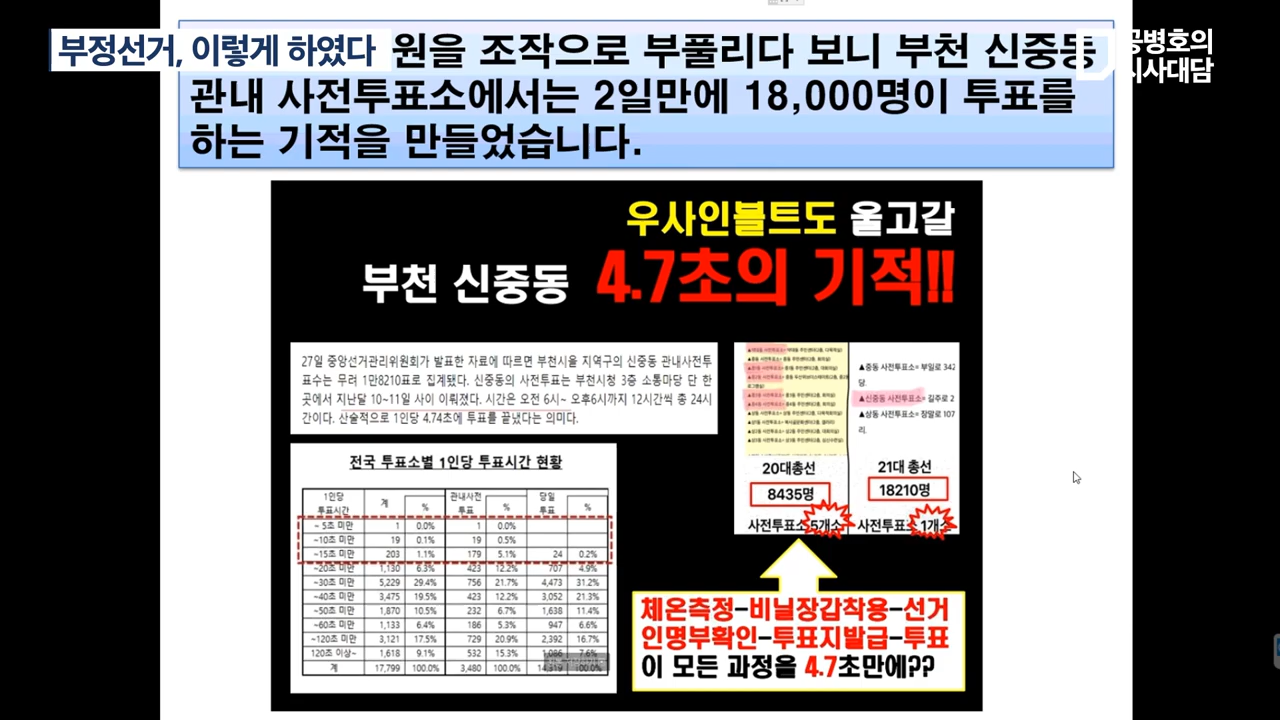 부정선거, 이렇게 하였다
원을 조작으로 부풀리다 보니 부천 신중동
관내 사전투표소에서는 2일만에 18,000명이 투표를
하는 기적을 만들었습니다.
공병호의
시사대담
우사인볼트도 울고갈
부천 신중동 4.7초의 기적!!
27일 중앙선거관리위원회가 발표한 자료에 따르면 부천시을 지역구의 신중동 관내사전투
표수는 무려 1만8210표로 집계됐다. 신중동의 사전투표는 부천시청 3층 소통마당 단 한
곳에서 지난달 10~11일 사이 이뤄졌다. 시간은 오전 6시~ 오후6시까지 12시간씩 총 24시
간이다. 산술적으로 1인당 4.74초에 투표를 끝냈다는 의미다.
전국 투표소별 1인당 투표시간 현황
1인당 투표시간 계 % 관내사전 투표 % 당일 투표 %
~ 5초 미만 1 0.0% 1 0.0%
~10초 미만 19 0.1% 19 0.5%
~15초 미만 203 1.1% 179 5.1% 24 0.2%
~20초 미만 1,130 6.3% 423 12.2% 707 4.9%
~30초 미만 5,229 29.4% 756 21.7% 4,473 31.2%
~40초 미만 3,475 19.5% 423 12.2% 3,052 21.3%
~50초 미만 1,870 10.5% 232 6.7% 1,638 11.4%
~60초 미만 1,133 6.4% 186 5.3% 947 6.6%
~120초 미만 3,121 17.5% 729 20.9% 2,392 16.7%
120초 이상~ 1,618 9.1% 532 15.3% 1,086 7.6%
계 17,799 100.0% 3,480 100.0% 14,319 100.0%
▲중동 사전투표소= 부일로 342
당.
▲신중동 사전투표소= 길주로 2
▲상동 사전투표소= 장말로 107
리.
20대총선
8435명
사전투표소 5개소
21대 총선
18210명
사전투표소 1개소
체온측정-비닐장갑착용-선거
인명부확인-투표지발급-투표
이 모든 과정을 4.7초만에??